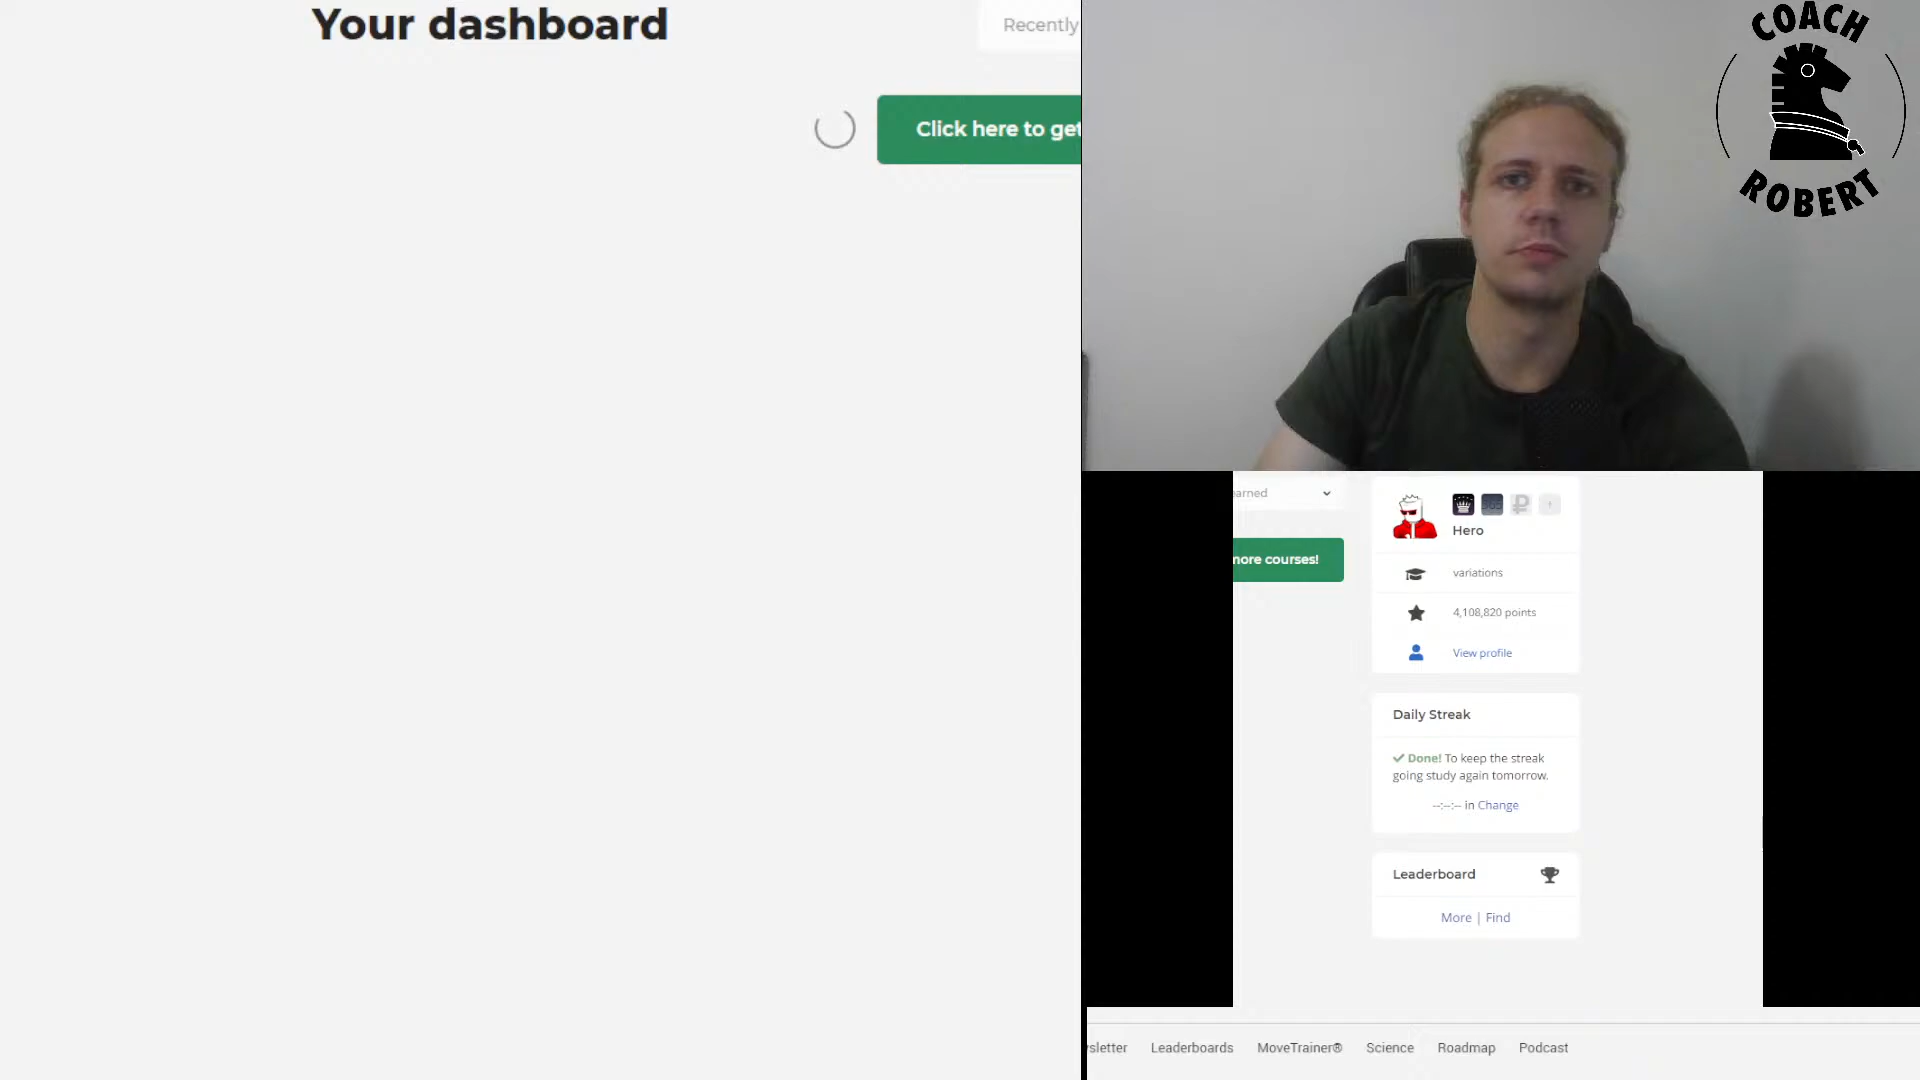 Your dashboard
Recently
Click here to get
COACH
ROBERT
earned
more courses!
Hero
variations
4,108,820 points
View profile
Daily Streak
Done! To keep the streak
going study again tomorrow.
--:--:-- in Change
Leaderboard
More | Find
sletter Leaderboards MoveTrainer® Science Roadmap Podcast